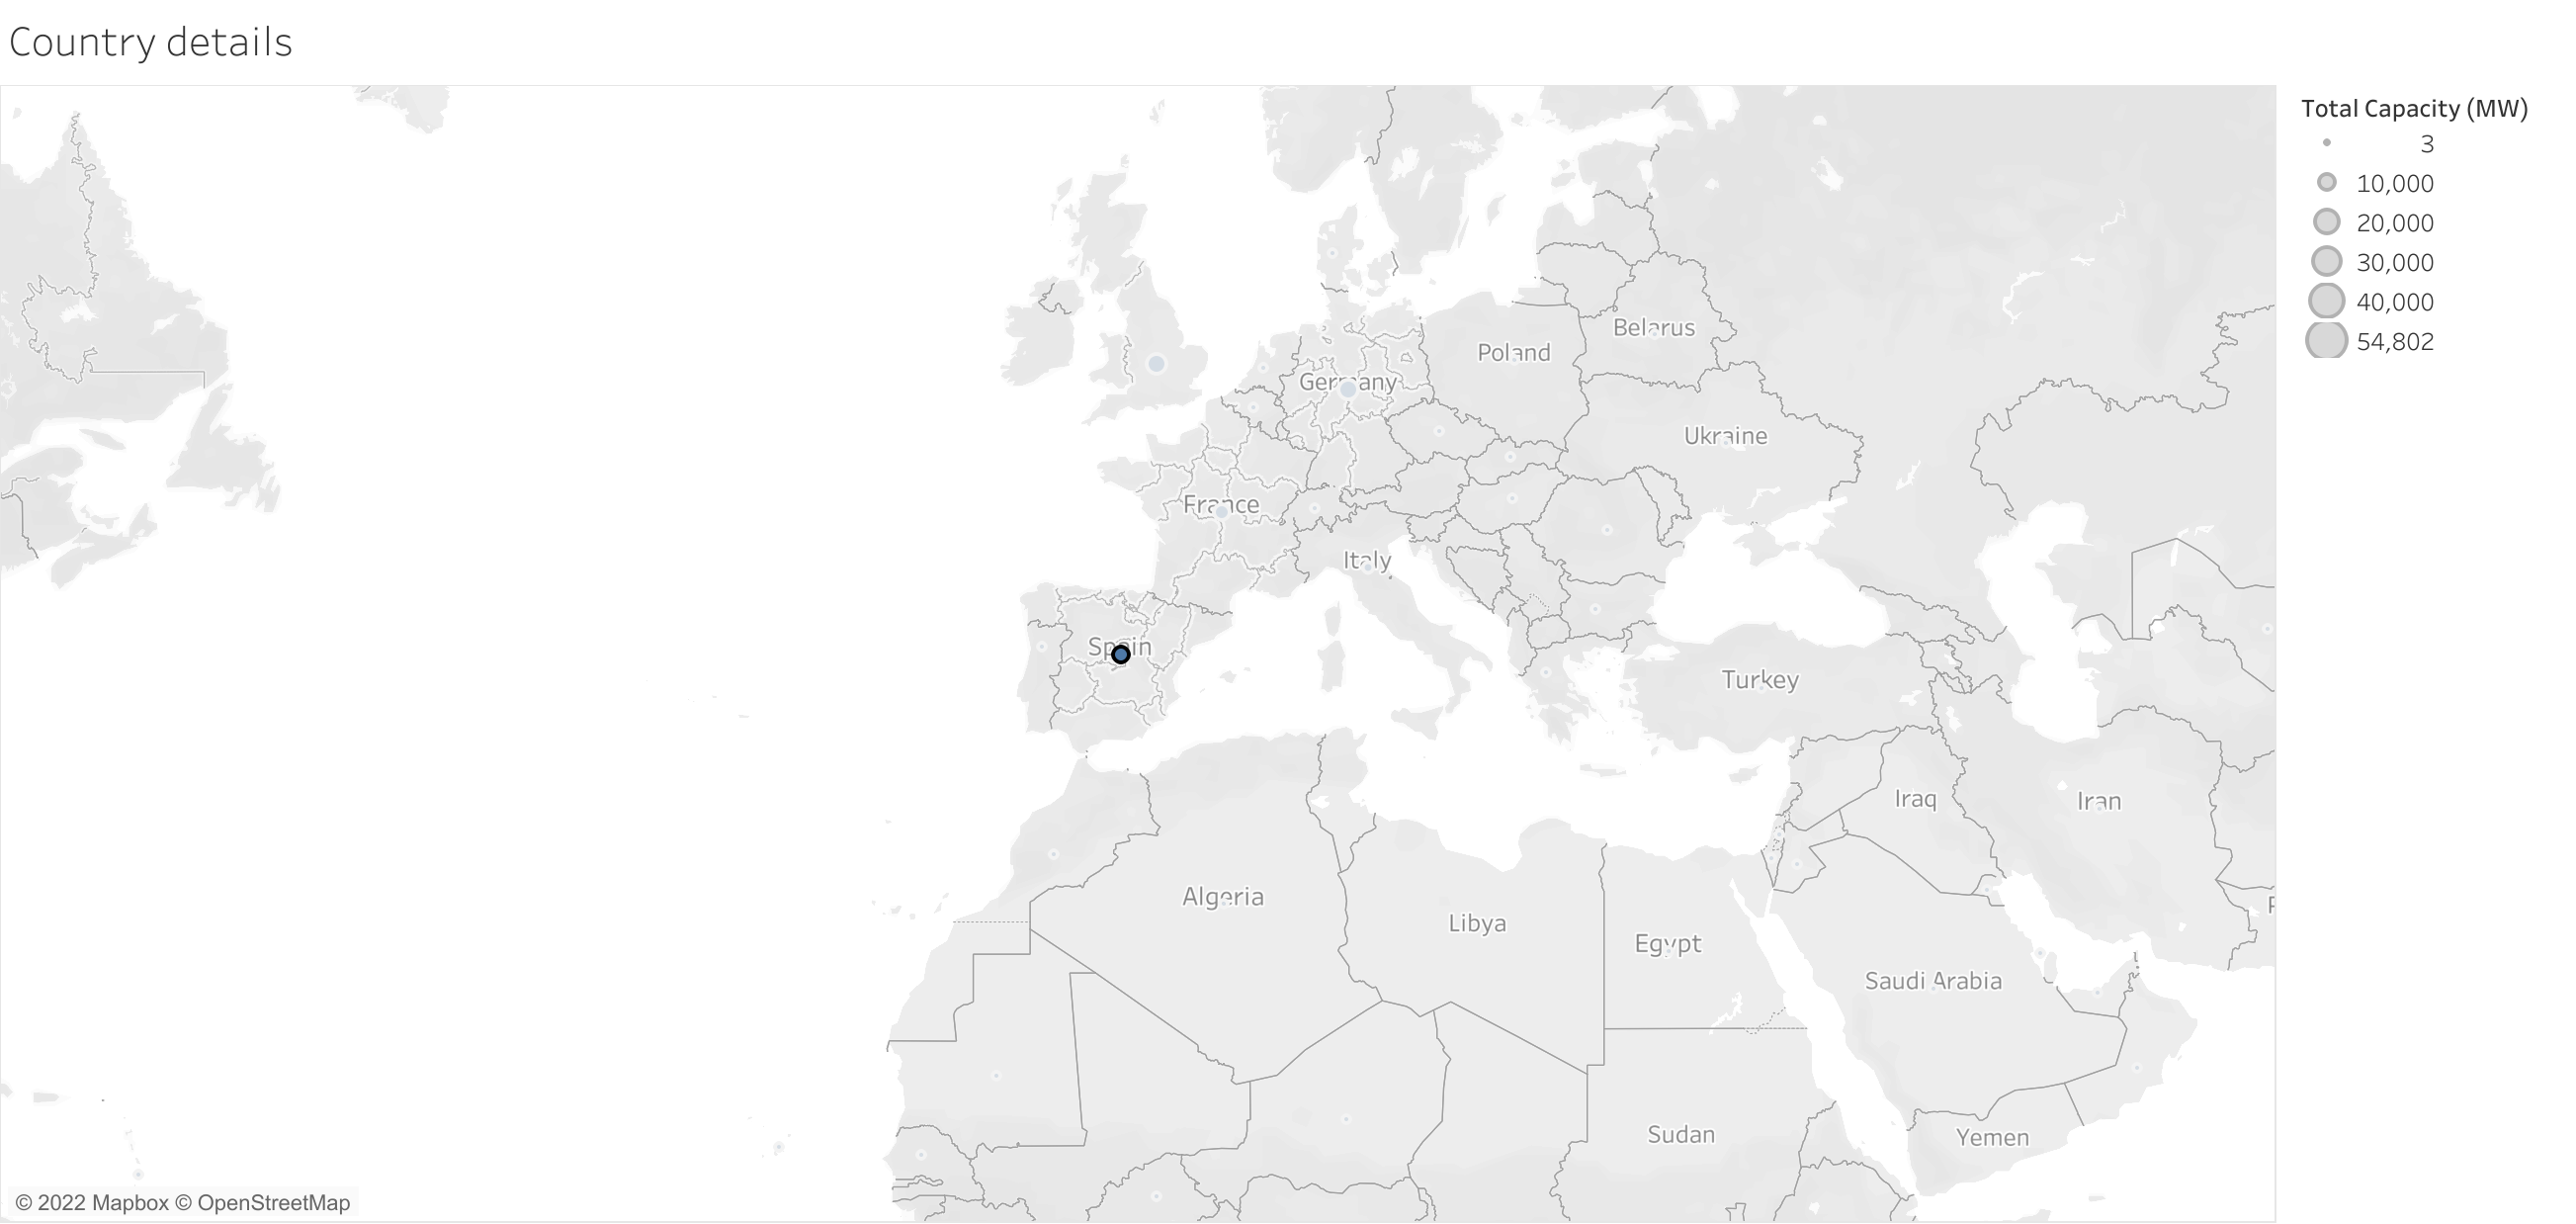 Country details
Total Capacity (MW)
3
10,000
20,000
30,000
40,000
54,802
Belarus
Poland
Germany
Ukraine
France
Italy
Spain
Turkey
Iraq
Iran
Algeria
Libya
Egypt
Saudi Arabia
Sudan
Yemen
© 2022 Mapbox © OpenStreetMap